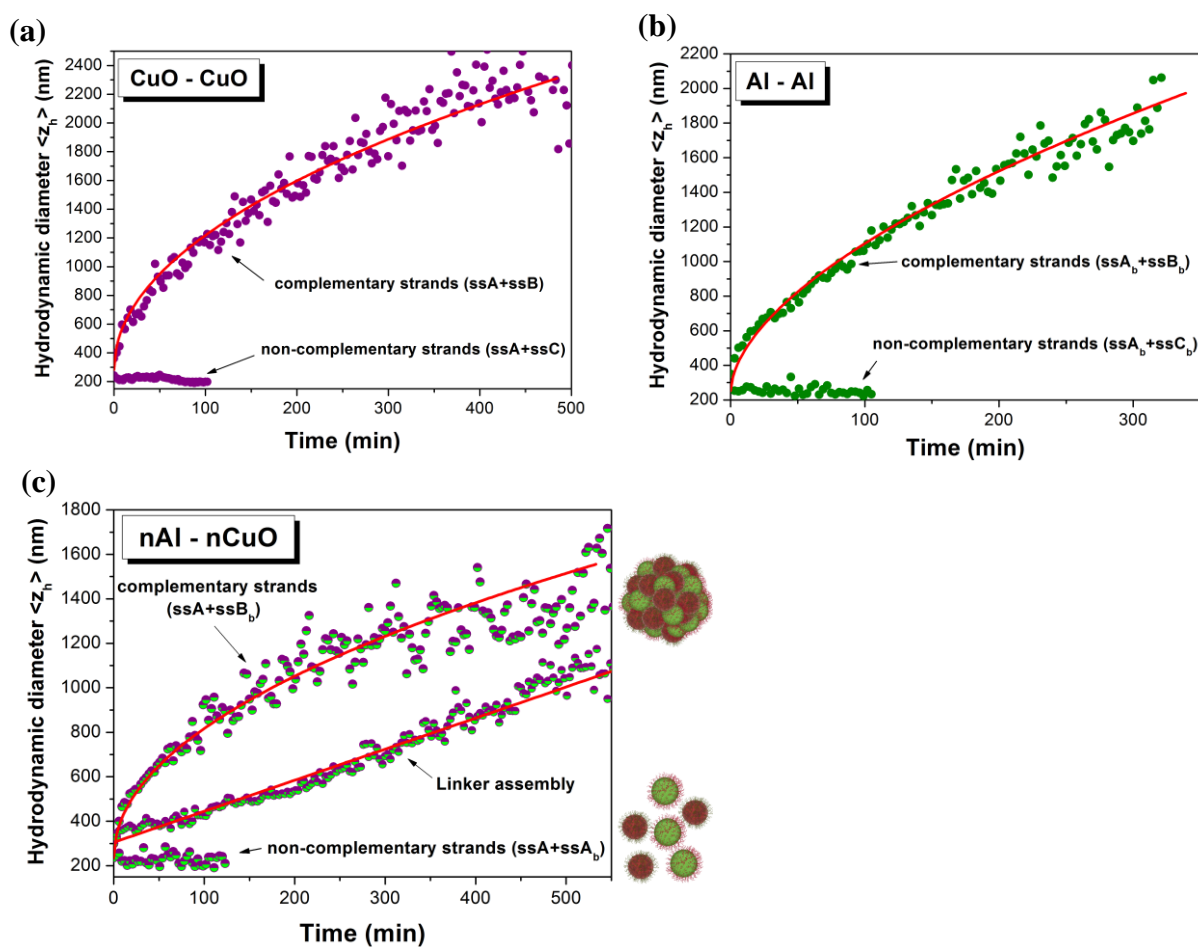 (a)
CuO - CuO
Hydrodynamic diameter <z_h> (nm)
2400
2200
2000
1800
1600
1400
1200
1000
800
600
400
200
complementary strands (ssA+ssB)
non-complementary strands (ssA+ssC)
0 100 200 300 400 500
Time (min)
(b)
Al - Al
Hydrodynamic diameter <z_h> (nm)
2200
2000
1800
1600
1400
1200
1000
800
600
400
200
complementary strands (ssA_b+ssB_b)
non-complementary strands (ssA_b+ssC_b)
0 100 200 300
Time (min)
(c)
nAl - nCuO
Hydrodynamic diameter <z_h> (nm)
1800
1600
1400
1200
1000
800
600
400
200
complementary strands
(ssA+ssB_b)
Linker assembly
non-complementary strands (ssA+ssA_b)
0 100 200 300 400 500
Time (min)